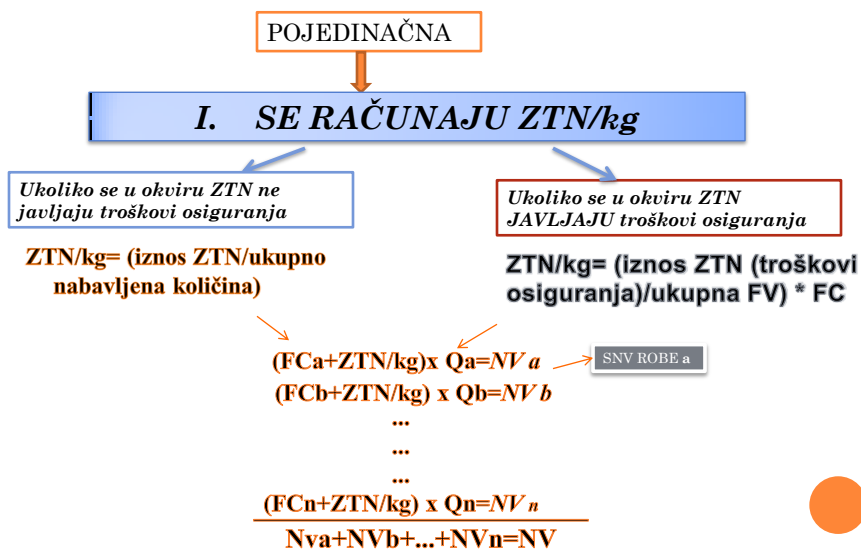 POJEDINAČNA
I. SE RAČUNAJU ZTN/kg
Ukoliko se u okviru ZTN ne
javljaju troškovi osiguranja
Ukoliko se u okviru ZTN
JAVLJAJU troškovi osiguranja
ZTN/kg= (iznos ZTN/ukupno
nabavljena količina)
ZTN/kg= (iznos ZTN (troškovi
osiguranja)/ukupna FV) * FC
(FCa+ZTN/kg)x Qa=NV a
SNV ROBE a
(FCb+ZTN/kg) x Qb=NV b
...
...
...
(FCn+ZTN/kg) x Qn=NV n
Nva+NVb+...+NVn=NV